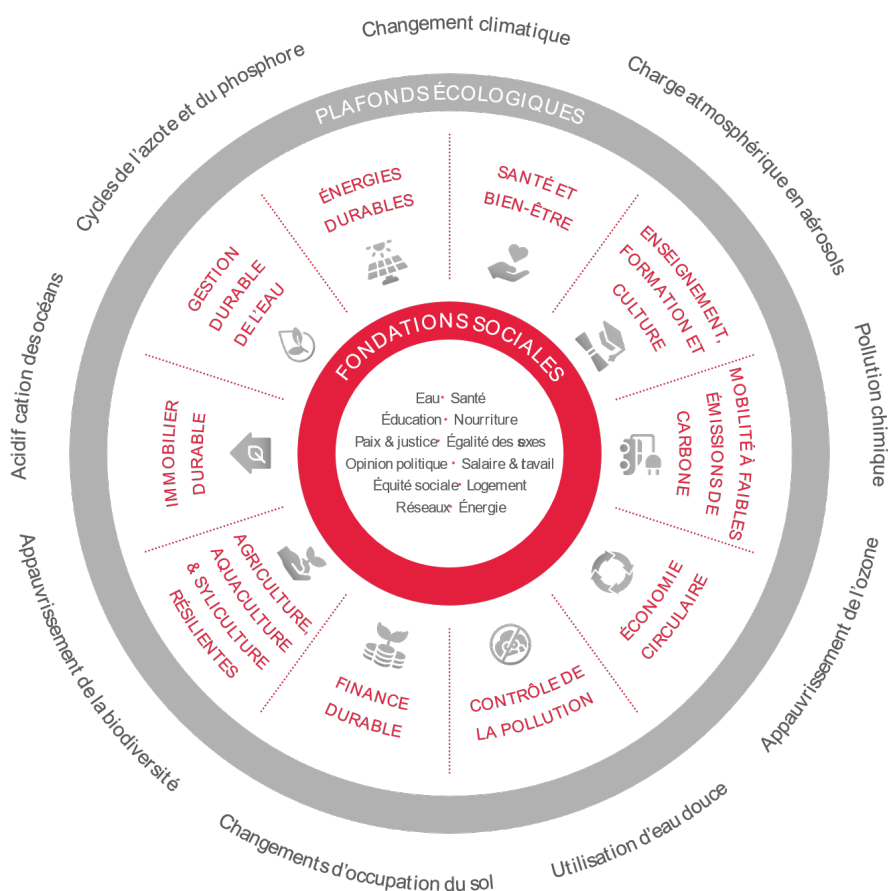 Changement climatique
Charge atmosphérique en aérosols
Pollution chimique
Appauvrissement de l'ozone
Utilisation d'eau douce
Changements d'occupation du sol
Appauvrissement de la biodiversité
Acidif cation des océans
Cycles de l'azote et du phosphore
PLAFONDS ÉCOLOGIQUES
SANTÉ ET
BIEN-ÊTRE
ENSEIGNEMENT,
FORMATION ET
CULTURE
MOBILITÉ À FAIBLES
ÉMISSIONS DE
CARBONE
ÉCONOMIE
CIRCULAIRE
CONTRÔLE DE
LA POLLUTION
FINANCE
DURABLE
AGRICULTURE,
AQUACULTURE
& SYLICULTURE
RÉSILIENTES
IMMOBILIER
DURABLE
GESTION
DURABLE
DE L'EAU
ÉNERGIES
DURABLES
FONDATIONS SOCIALES
Eau • Santé
Éducation • Nourriture
Paix & justice • Égalité des sexes
Opinion politique • Salaire & travail
Équité sociale • Logement
Réseaux • Énergie